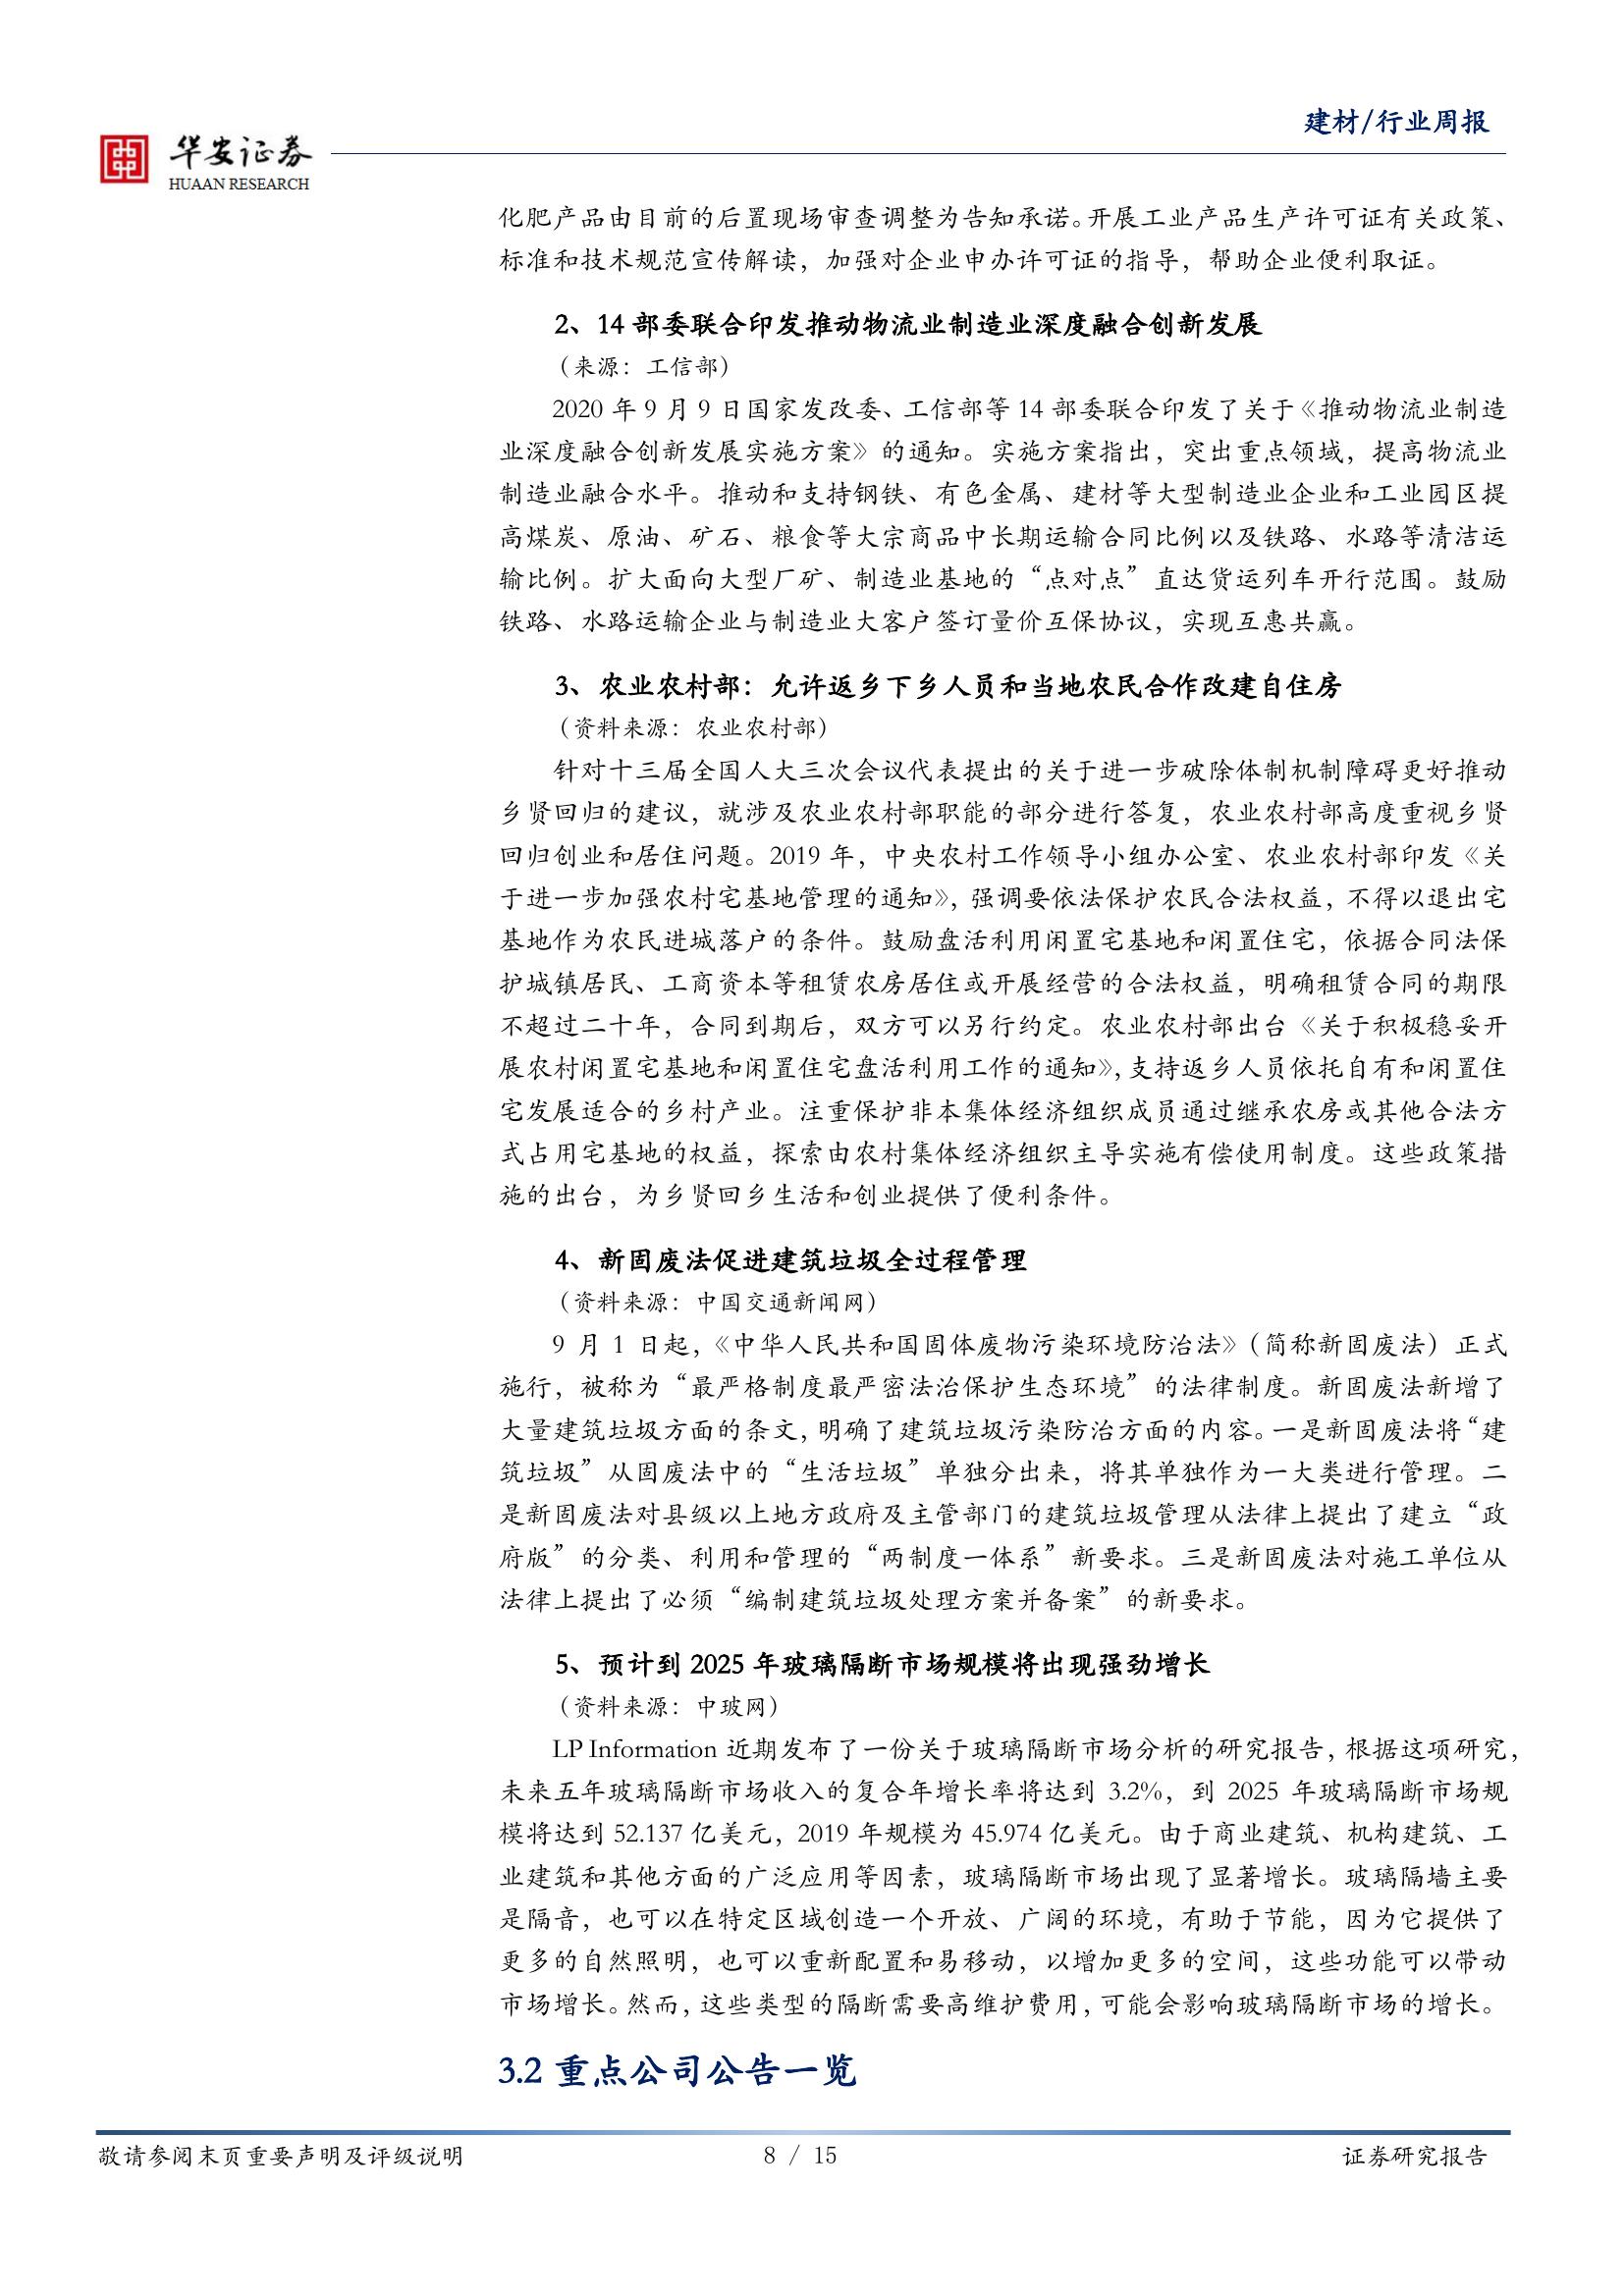 建材/行业周报
华安证券
HUAAN RESEARCH
化肥产品由目前的后置现场审查调整为告知承诺。开展工业产品生产许可证有关政策、
标准和技术规范宣传解读，加强对企业申办许可证的指导，帮助企业便利取证。
2、14 部委联合印发推动物流业制造业深度融合创新发展
（来源：工信部）
2020 年 9 月 9 日国家发改委、工信部等 14 部委联合印发了关于《推动物流业制造
业深度融合创新发展实施方案》的通知。实施方案指出，突出重点领域，提高物流业
制造业融合水平。推动和支持钢铁、有色金属、建材等大型制造业企业和工业园区提
高煤炭、原油、矿石、粮食等大宗商品中长期运输合同比例以及铁路、水路等清洁运
输比例。扩大面向大型厂矿、制造业基地的“点对点”直达货运列车开行范围。鼓励
铁路、水路运输企业与制造业大客户签订量价互保协议，实现互惠共赢。
3、农业农村部：允许返乡下乡人员和当地农民合作改建自住房
（资料来源：农业农村部）
针对十三届全国人大三次会议代表提出的关于进一步破除体制机制障碍更好推动
乡贤回归的建议，就涉及农业农村部职能的部分进行答复，农业农村部高度重视乡贤
回归创业和居住问题。2019 年，中央农村工作领导小组办公室、农业农村部印发《关
于进一步加强农村宅基地管理的通知》，强调要依法保护农民合法权益，不得以退出宅
基地作为农民进城落户的条件。鼓励盘活利用闲置宅基地和闲置住宅，依据合同法保
护城镇居民、工商资本等租赁农房居住或开展经营的合法权益，明确租赁合同的期限
不超过二十年，合同到期后，双方可以另行约定。农业农村部出台《关于积极稳妥开
展农村闲置宅基地和闲置住宅盘活利用工作的通知》，支持返乡人员依托自有和闲置住
宅发展适合的乡村产业。注重保护非本集体经济组织成员通过继承农房或其他合法方
式占用宅基地的权益，探索由农村集体经济组织主导实施有偿使用制度。这些政策措
施的出台，为乡贤回乡生活和创业提供了便利条件。
4、新固废法促进建筑垃圾全过程管理
（资料来源：中国交通新闻网）
9 月 1 日起，《中华人民共和国固体废物污染环境防治法》（简称新固废法）正式
施行，被称为“最严格制度最严密法治保护生态环境”的法律制度。新固废法新增了
大量建筑垃圾方面的条文，明确了建筑垃圾污染防治方面的内容。一是新固废法将“建
筑垃圾”从固废法中的“生活垃圾”单独分出来，将其单独作为一大类进行管理。二
是新固废法对县级以上地方政府及主管部门的建筑垃圾管理从法律上提出了建立“政
府版”的分类、利用和管理的“两制度一体系”新要求。三是新固废法对施工单位从
法律上提出了必须“编制建筑垃圾处理方案并备案”的新要求。
5、预计到 2025 年玻璃隔断市场规模将出现强劲增长
（资料来源：中玻网）
LP Information 近期发布了一份关于玻璃隔断市场分析的研究报告，根据这项研究，
未来五年玻璃隔断市场收入的复合年增长率将达到 3.2%，到 2025 年玻璃隔断市场规
模将达到 52.137 亿美元，2019 年规模为 45.974 亿美元。由于商业建筑、机构建筑、工
业建筑和其他方面的广泛应用等因素，玻璃隔断市场出现了显著增长。玻璃隔墙主要
是隔音，也可以在特定区域创造一个开放、广阔的环境，有助于节能，因为它提供了
更多的自然照明，也可以重新配置和易移动，以增加更多的空间，这些功能可以带动
市场增长。然而，这些类型的隔断需要高维护费用，可能会影响玻璃隔断市场的增长。
3.2 重点公司公告一览
敬请参阅末页重要声明及评级说明
8 / 15
证券研究报告